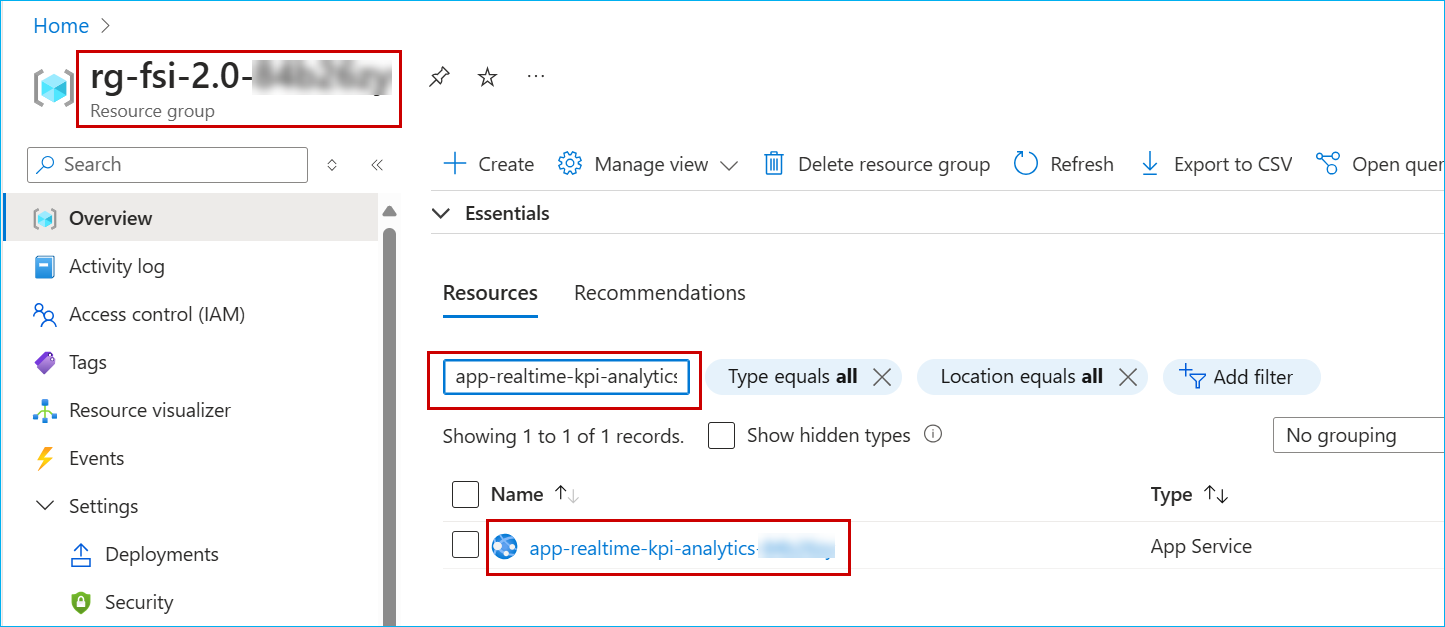 Home
rg-fsi-2.0-
Resource group
Search
Create Manage view Delete resource group Refresh Export to CSV Open quer
Overview
Essentials
Activity log
Access control (IAM)
Resources Recommendations
Tags
app-realtime-kpi-analytics Type equals all Location equals all Add filter
Resource visualizer
Showing 1 to 1 of 1 records. Show hidden types No grouping
Events
Name Type
Settings
app-realtime-kpi-analytics- App Service
Deployments
Security